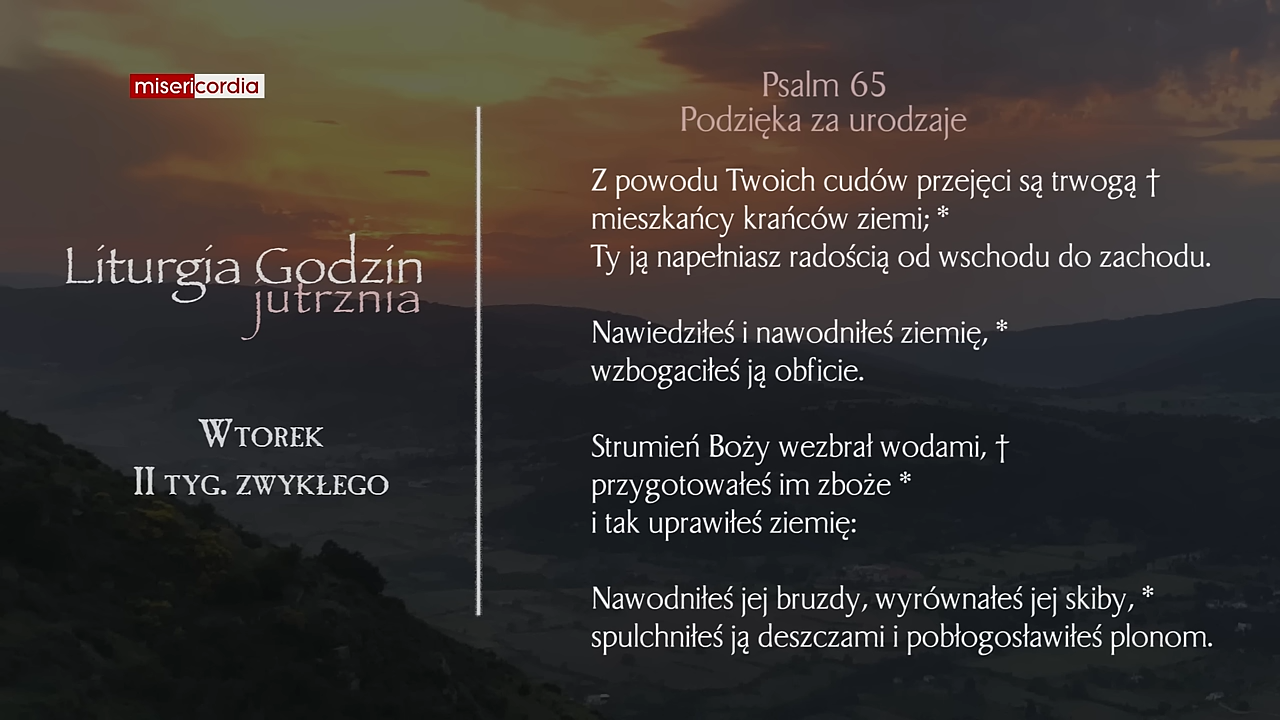 misericordia
Liturgia Godzin
jutrznia
Wtorek
II tyg. zwykłego
Psalm 65
Podzięka za urodzaje
Z powodu Twoich cudów przejęci są trwogą †
mieszkańcy krańców ziemi; *
Ty ją napełniasz radością od wschodu do zachodu.
Nawiedziłeś i nawodniłeś ziemię, *
wzbogaciłeś ją obficie.
Strumień Boży wezbrał wodami, †
przygotowałeś im zboże *
i tak uprawiłeś ziemię:
Nawodniłeś jej bruzdy, wyrównałeś jej skiby, *
spulchniłeś ją deszczami i pobłogosławiłeś plonom.